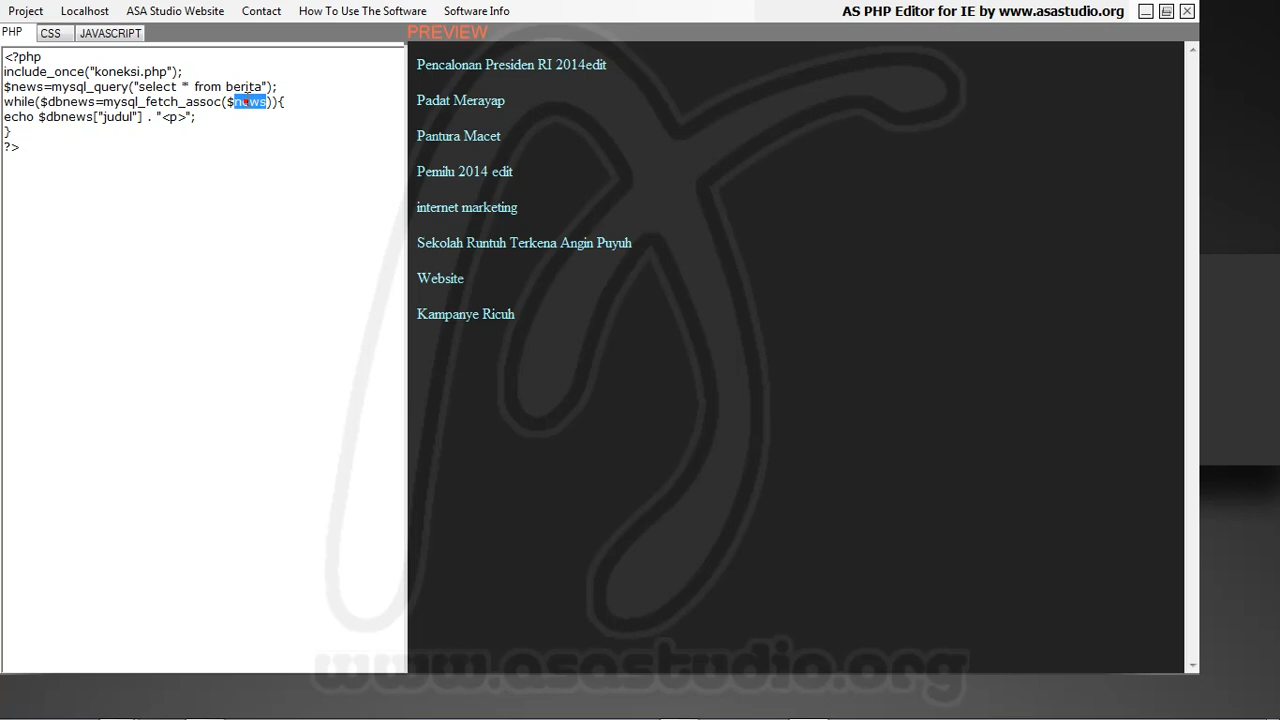 Project Localhost ASA Studio Website Contact How To Use The Software Software Info AS PHP Editor for IE by www.asastudio.org
PHP CSS JAVASCRIPT PREVIEW
<?php
include_once("koneksi.php");
$news=mysql_query("select * from berita");
while($dbnews=mysql_fetch_assoc($news)){
echo $dbnews["judul"] . "<p>";
}
?>
Pencalonan Presiden RI 2014edit
Padat Merayap
Pantura Macet
Pemilu 2014 edit
internet marketing
Sekolah Runtuh Terkena Angin Puyuh
Website
Kampanye Ricuh
www.asastudio.org